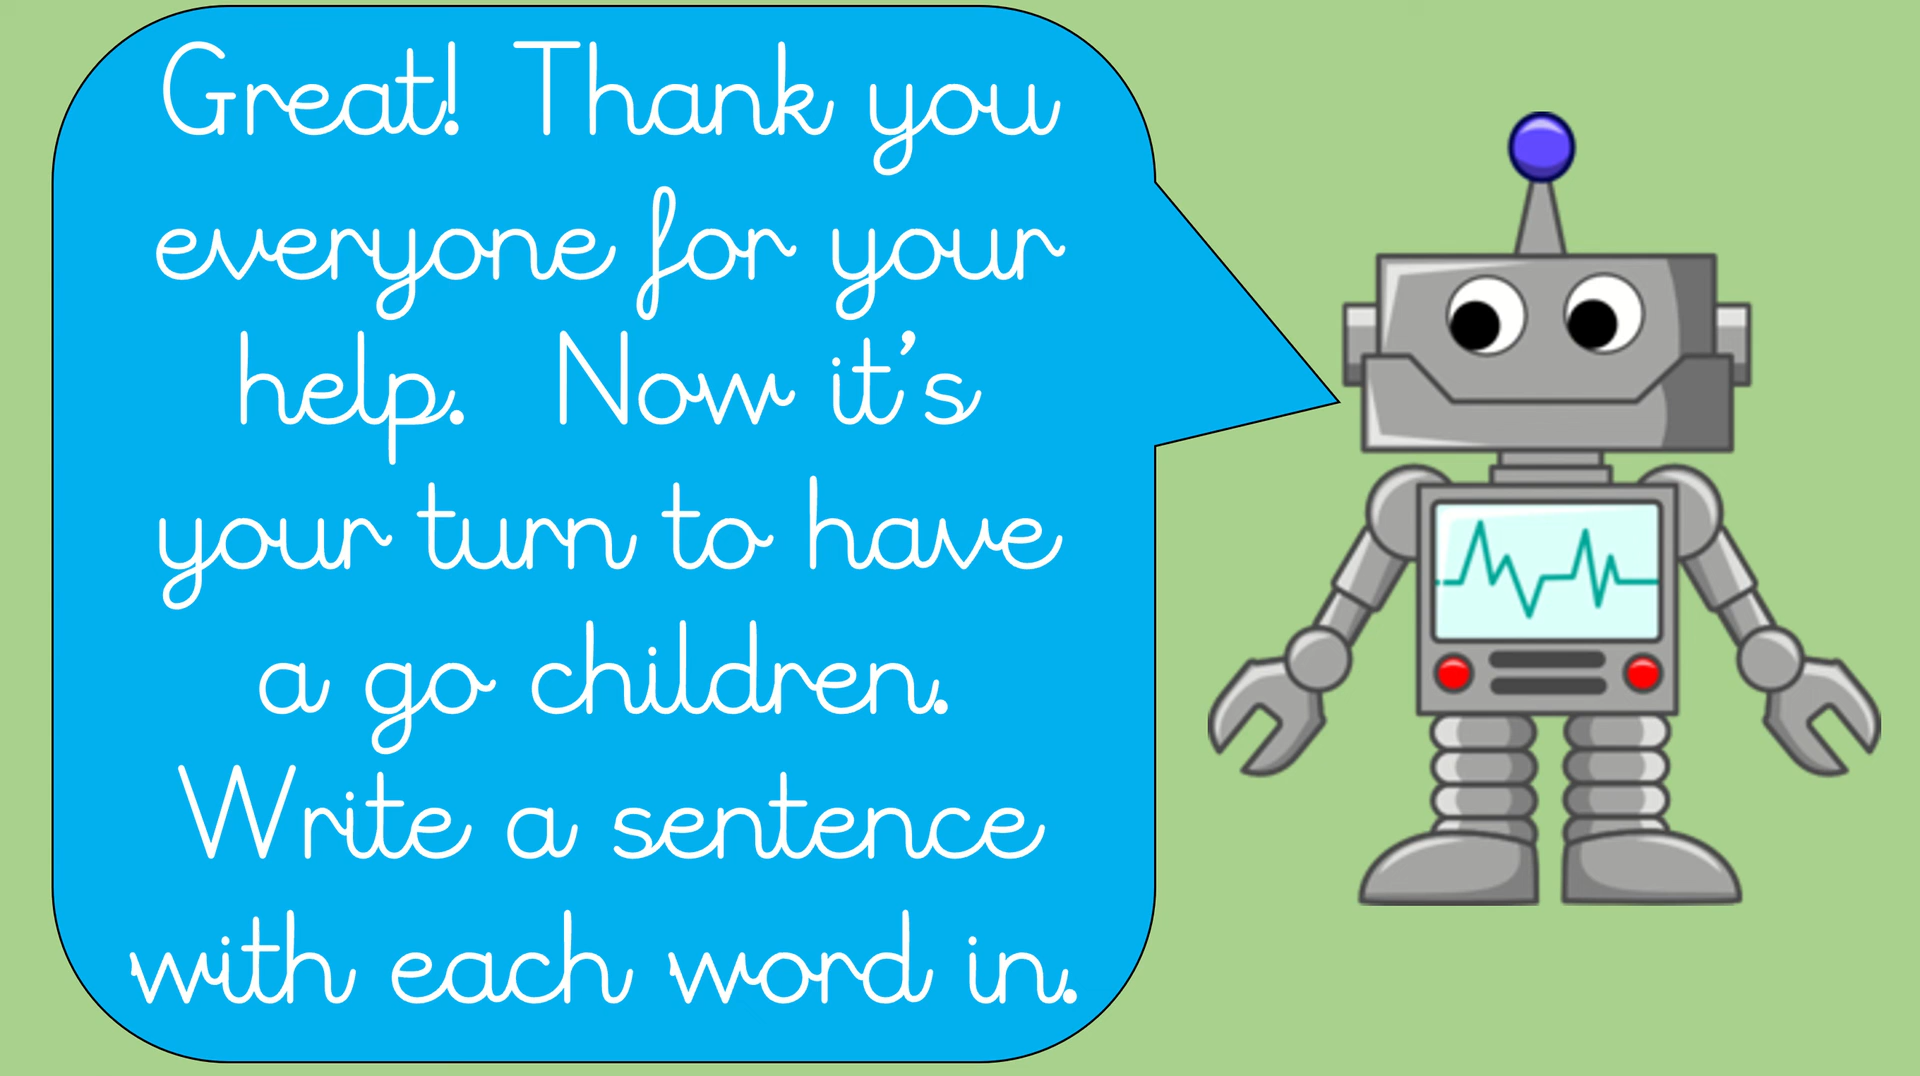 Great!  Thank you
everyone for your
help.  Now it's
your turn to have
a go children.
Write a sentence
with each word in.